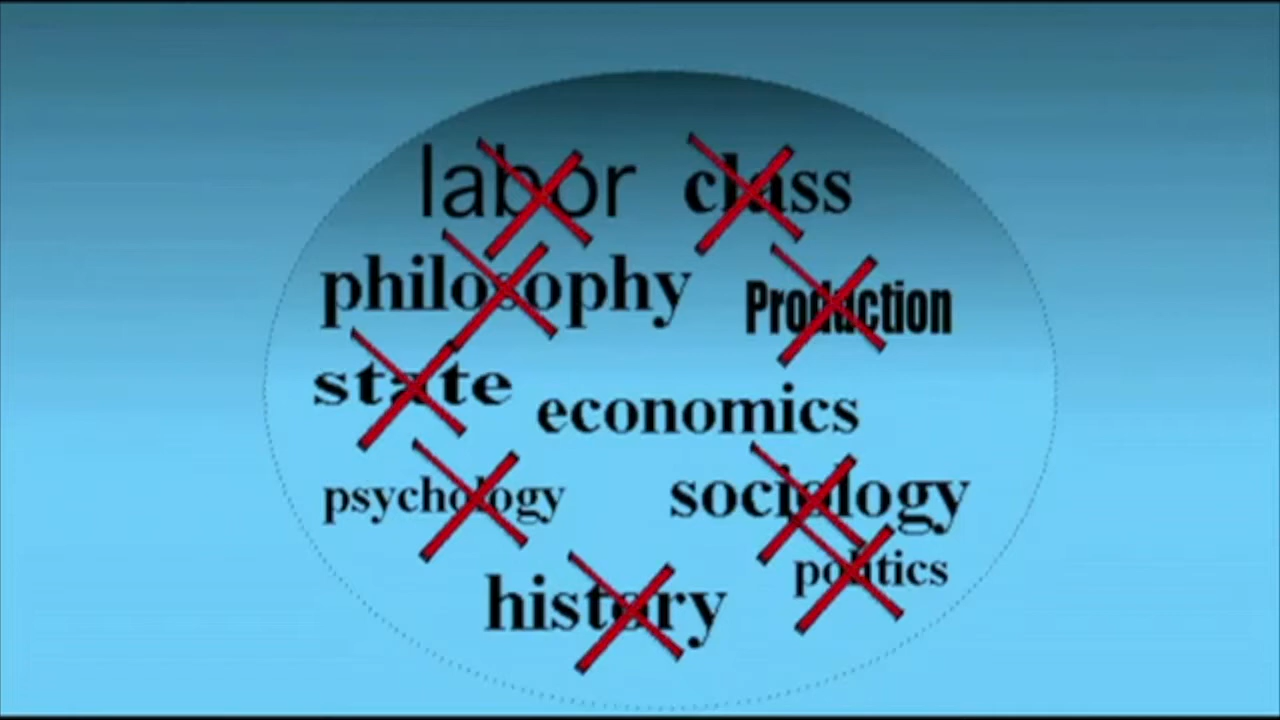 labor class
philosophy Production
state economics
psychology sociology
politics
history